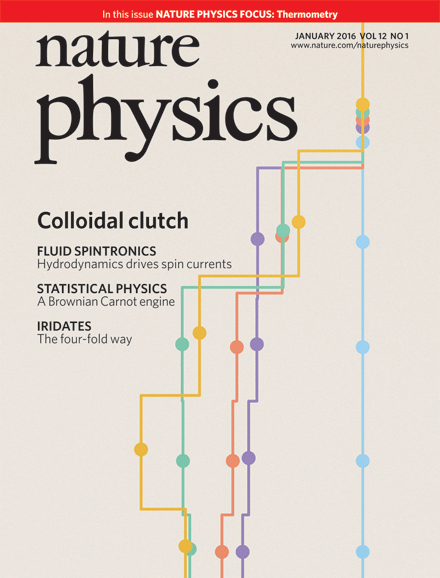 In this issue NATURE PHYSICS FOCUS: Thermometry
nature
physics
JANUARY 2016 VOL 12 NO 1
www.nature.com/naturephysics
Colloidal clutch
FLUID SPINTRONICS
Hydrodynamics drives spin currents
STATISTICAL PHYSICS
A Brownian Carnot engine
IRIDATES
The four-fold way